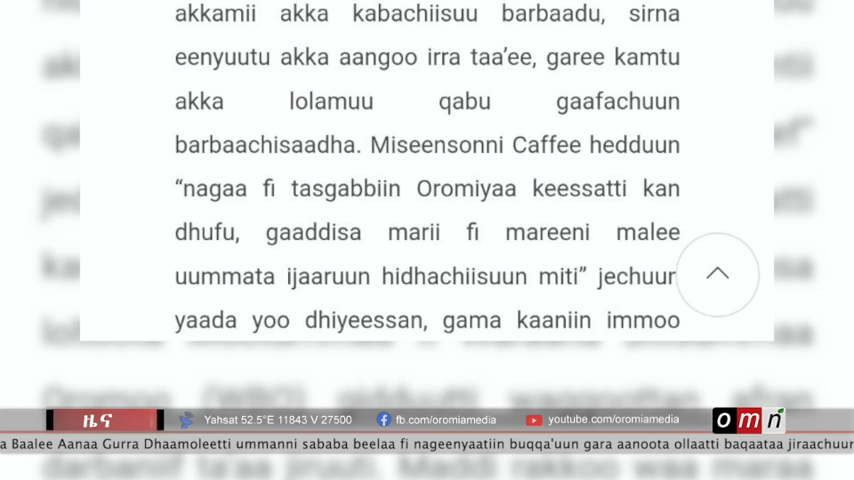 akkamii akka kabachiisuu barbaadu, sirna
eenyuutu akka aangoo irra taa’ee, garee kamtu
akka lolamuu qabu gaafachuun
barbaachisaadha. Miseensonni Caffee hedduun
“nagaa fi tasgabbiin Oromiyaa keessatti kan
dhufu, gaaddisa marii fi mareeni malee
uummata ijaaruun hidhachiisuun miti” jechuun
yaada yoo dhiyeessan, gama kaaniin immoo
ዜና
Yahsat 52.5°E 11843 V 27500
fb.com/oromiamedia
youtube.com/oromiamedia
omn
a Baalee Aanaa Gurra Dhaamoleetti ummanni sababa beelaa fi nageenyaatiin buqqa'uun gara aanoota ollaatti baqataa jiraachuun